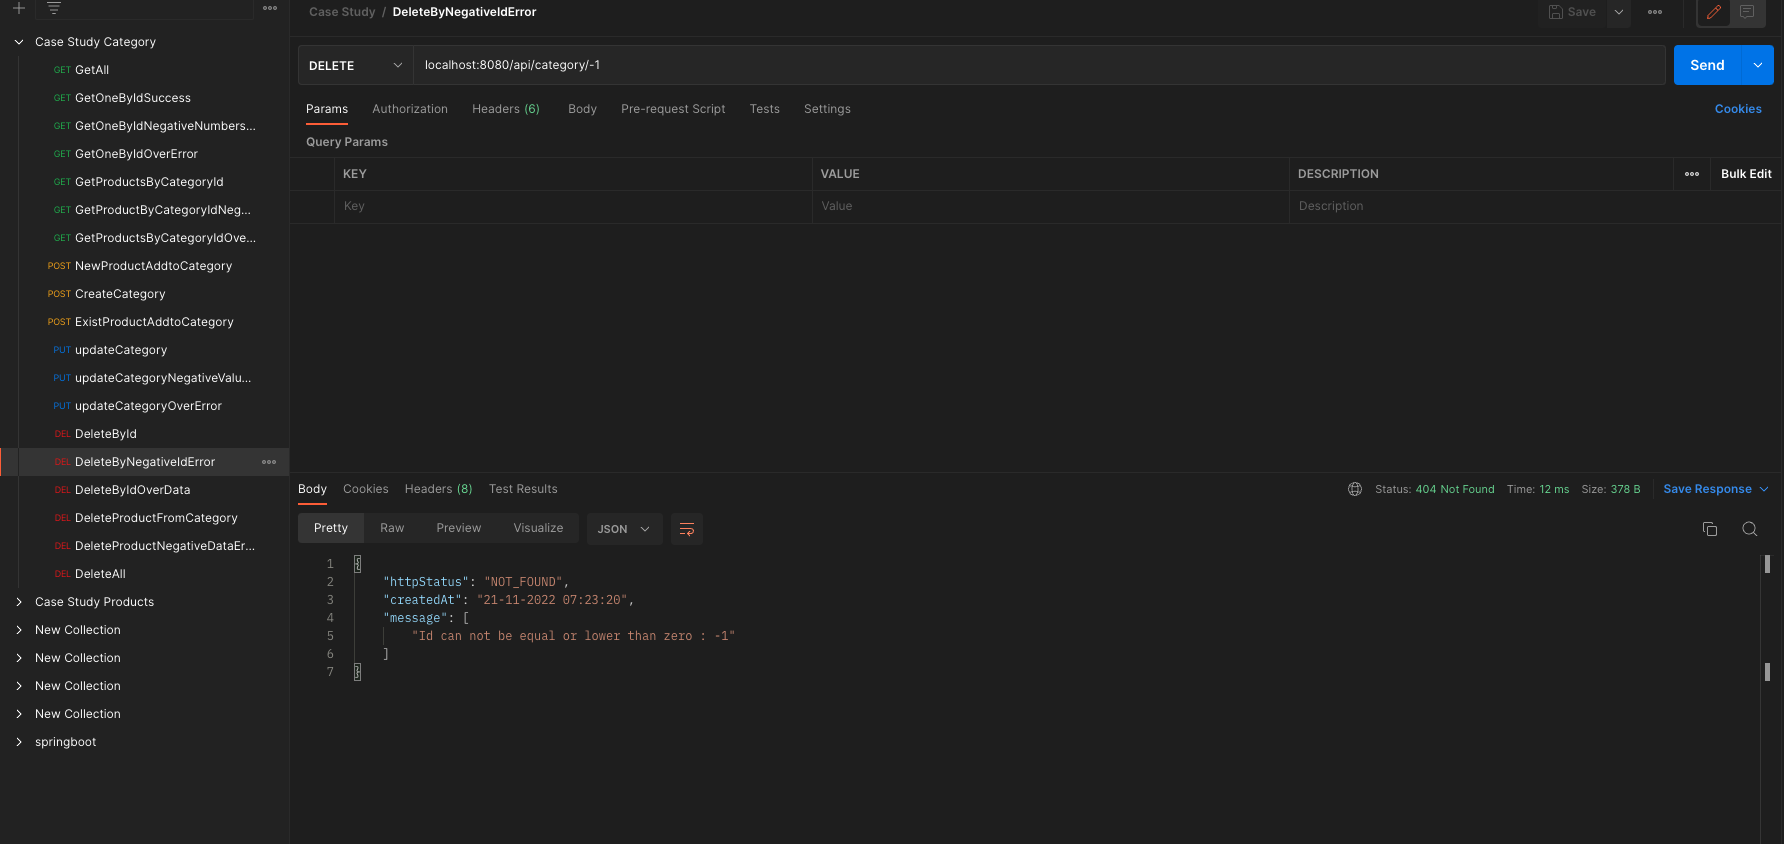 Case Study / DeleteByNegativeIdError
Save
Case Study Category
GET GetAll
GET GetOneByIdSuccess
GET GetOneByIdNegativeNumbers...
GET GetOneByIdOverError
GET GetProductsByCategoryId
GET GetProductByCategoryIdNeg...
GET GetProductsByCategoryIdOve...
POST NewProductAddtoCategory
POST CreateCategory
POST ExistProductAddtoCategory
PUT updateCategory
PUT updateCategoryNegativeValu...
PUT updateCategoryOverError
DEL DeleteById
DEL DeleteByNegativeIdError
DEL DeleteByIdOverData
DEL DeleteProductFromCategory
DEL DeleteProductNegativeDataEr...
DEL DeleteAll
Case Study Products
New Collection
New Collection
New Collection
New Collection
springboot
DELETE localhost:8080/api/category/-1 Send
Params Authorization Headers (6) Body Pre-request Script Tests Settings Cookies
Query Params
KEY VALUE DESCRIPTION Bulk Edit
Key Value Description
Body Cookies Headers (8) Test Results Status: 404 Not Found Time: 12 ms Size: 378 B Save Response
Pretty Raw Preview Visualize JSON
1 {
2 "httpStatus": "NOT_FOUND",
3 "createdAt": "21-11-2022 07:23:20",
4 "message": [
5 "Id can not be equal or lower than zero : -1"
6 ]
7 }